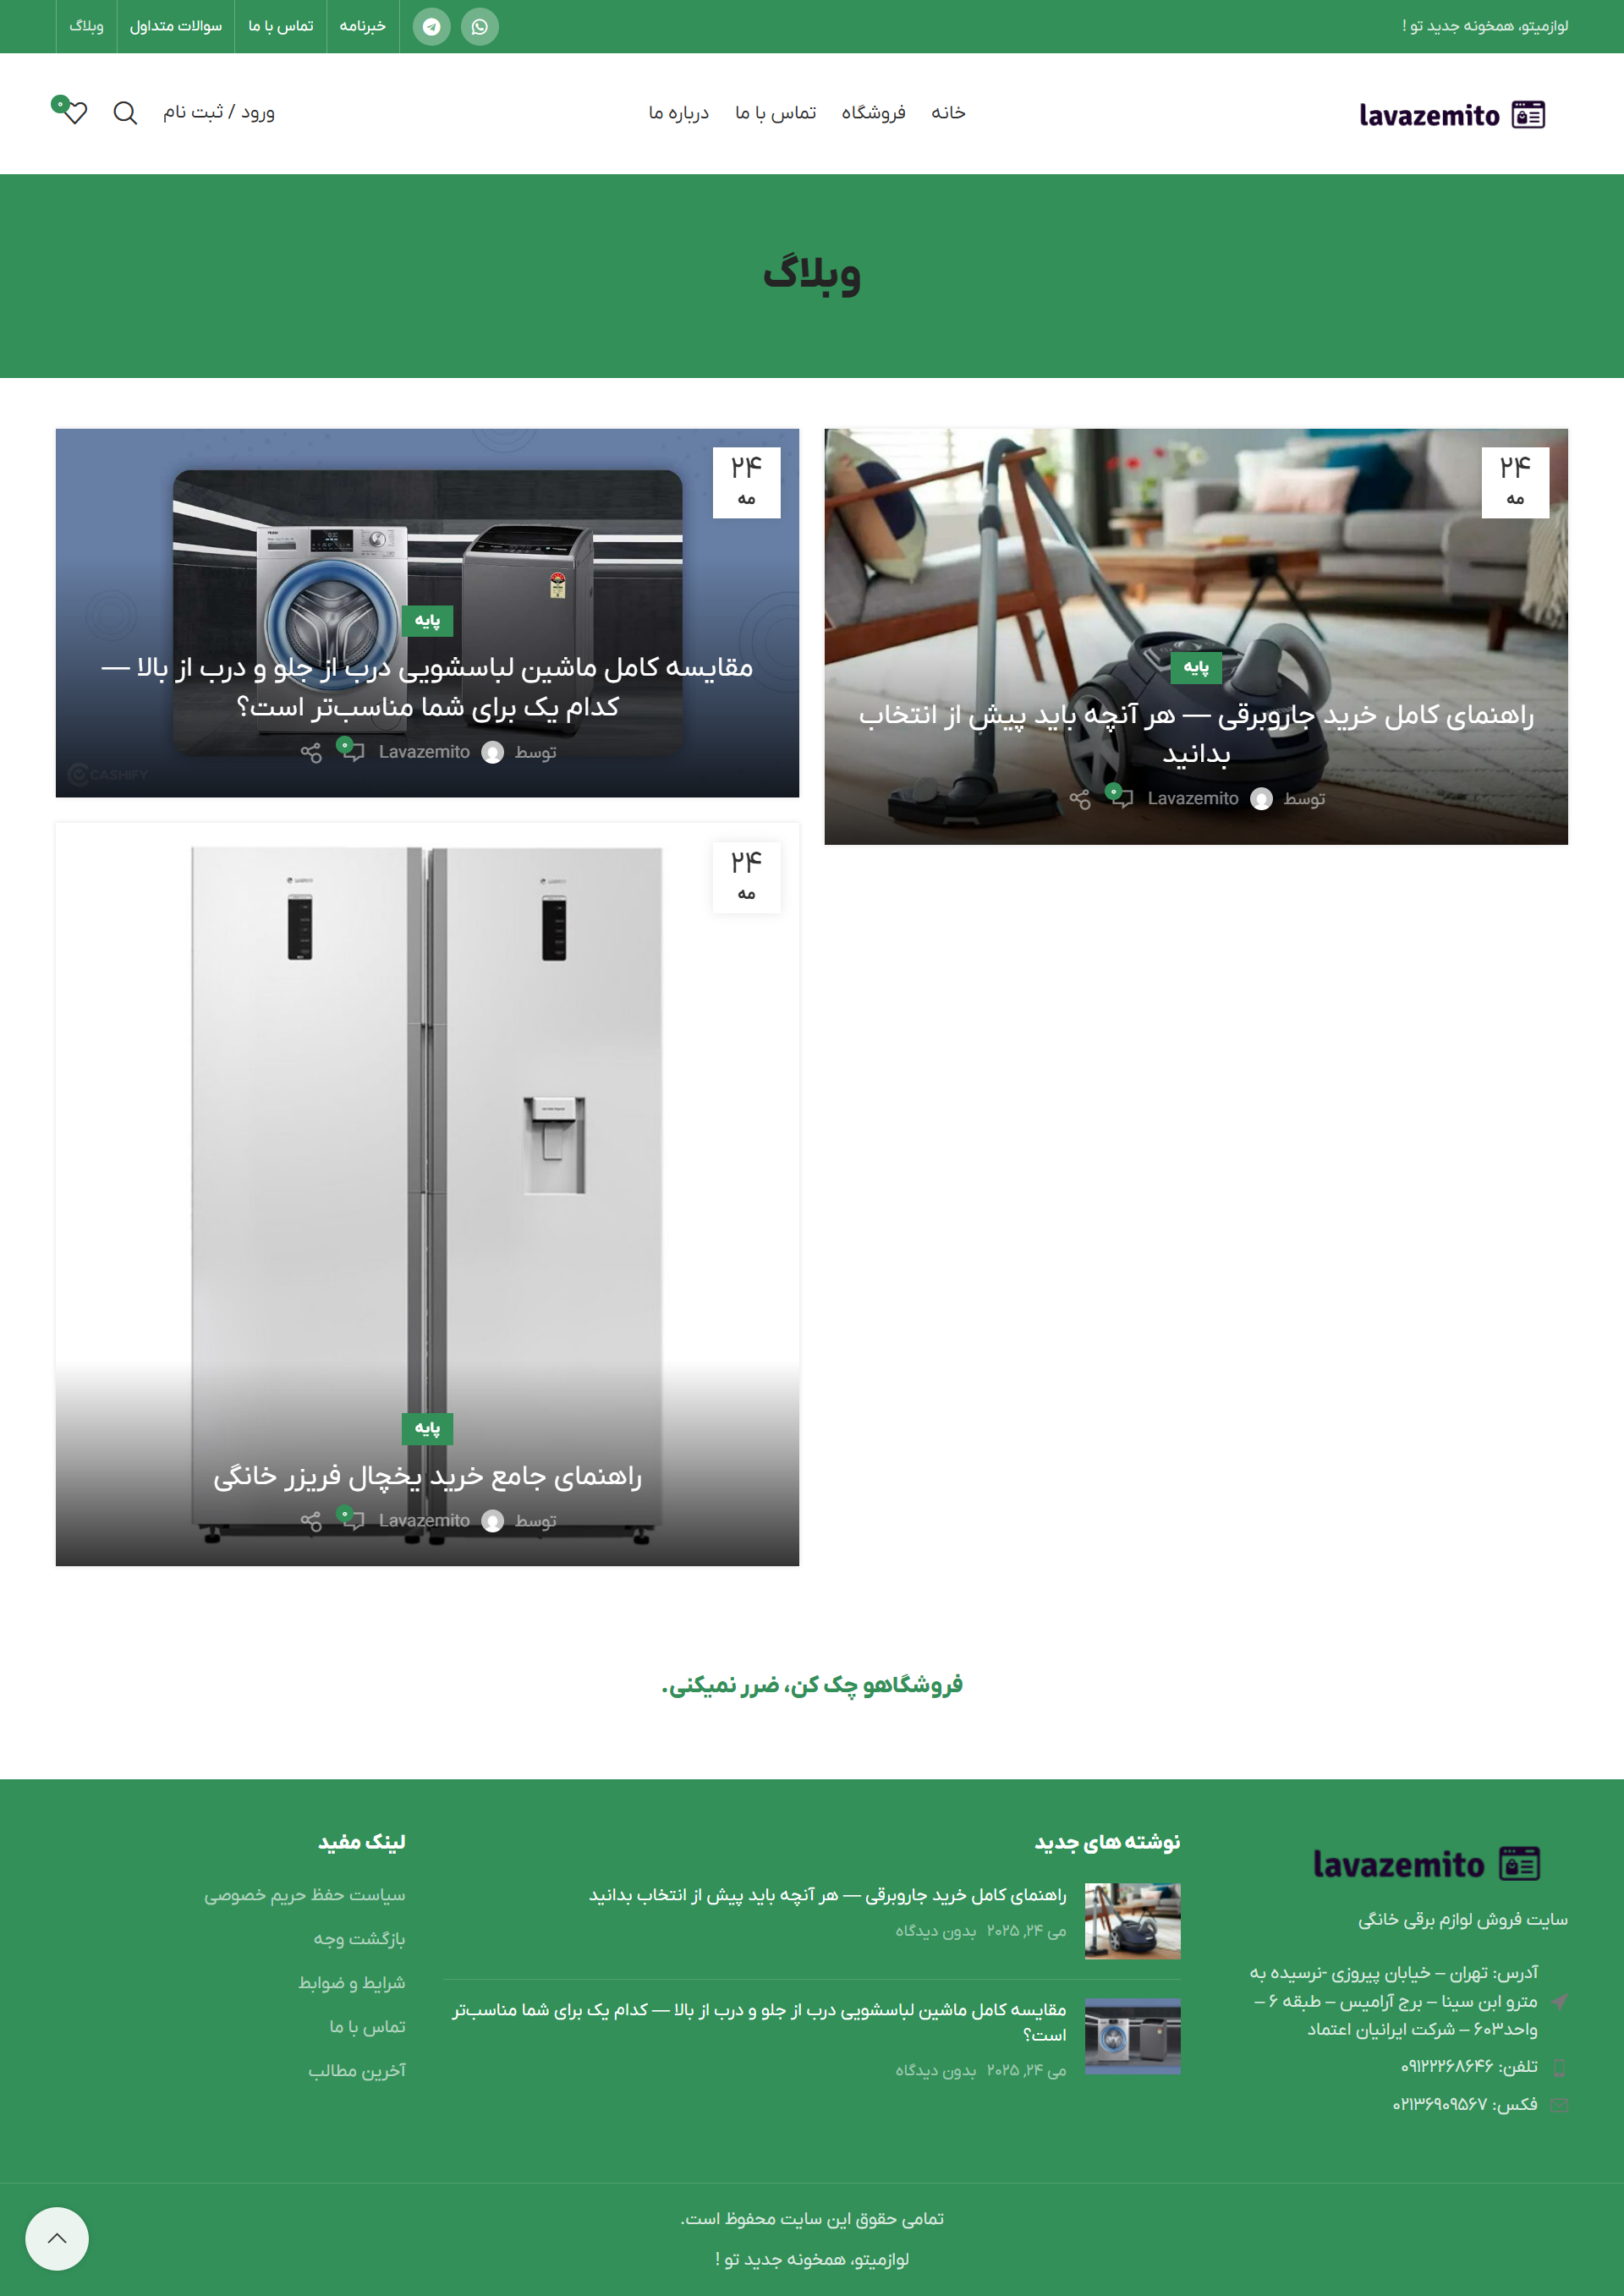 لوازمیتو، همخونه جدید تو !
خبرنامه
تماس با ما
سوالات متداول
وبلاگ
lavazemito
خانه
فروشگاه
تماس با ما
درباره ما
ورود / ثبت نام
۰
وبلاگ
۲۴
مه
پایه
راهنمای کامل خرید جاروبرقی — هر آنچه باید پیش از انتخاب
بدانید
توسط Lavazemito ۰
۲۴
مه
پایه
مقایسه کامل ماشین لباسشویی درب از جلو و درب از بالا —
کدام یک برای شما مناسب‌تر است؟
توسط Lavazemito ۰
CASHIFY
۲۴
مه
پایه
راهنمای جامع خرید یخچال فریزر خانگی
توسط Lavazemito ۰
فروشگاهو چک کن، ضرر نمیکنی.
lavazemito
سایت فروش لوازم برقی خانگی
آدرس: تهران – خیابان پیروزی -نرسیده به
مترو ابن سینا – برج آرامیس – طبقه ۶ –
واحد۶۰۳ – شرکت ایرانیان اعتماد
تلفن: ۰۹۱۲۲۲۶۸۶۴۶
فکس: ۰۲۱۳۶۹۰۹۵۶۷
نوشته های جدید
راهنمای کامل خرید جاروبرقی — هر آنچه باید پیش از انتخاب بدانید
می ۲۴, ۲۰۲۵ بدون دیدگاه
مقایسه کامل ماشین لباسشویی درب از جلو و درب از بالا — کدام یک برای شما مناسب‌تر
است؟
می ۲۴, ۲۰۲۵ بدون دیدگاه
لینک مفید
سیاست حفظ حریم خصوصی
بازگشت وجه
شرایط و ضوابط
تماس با ما
آخرین مطالب
تمامی حقوق این سایت محفوظ است.
لوازمیتو، همخونه جدید تو !